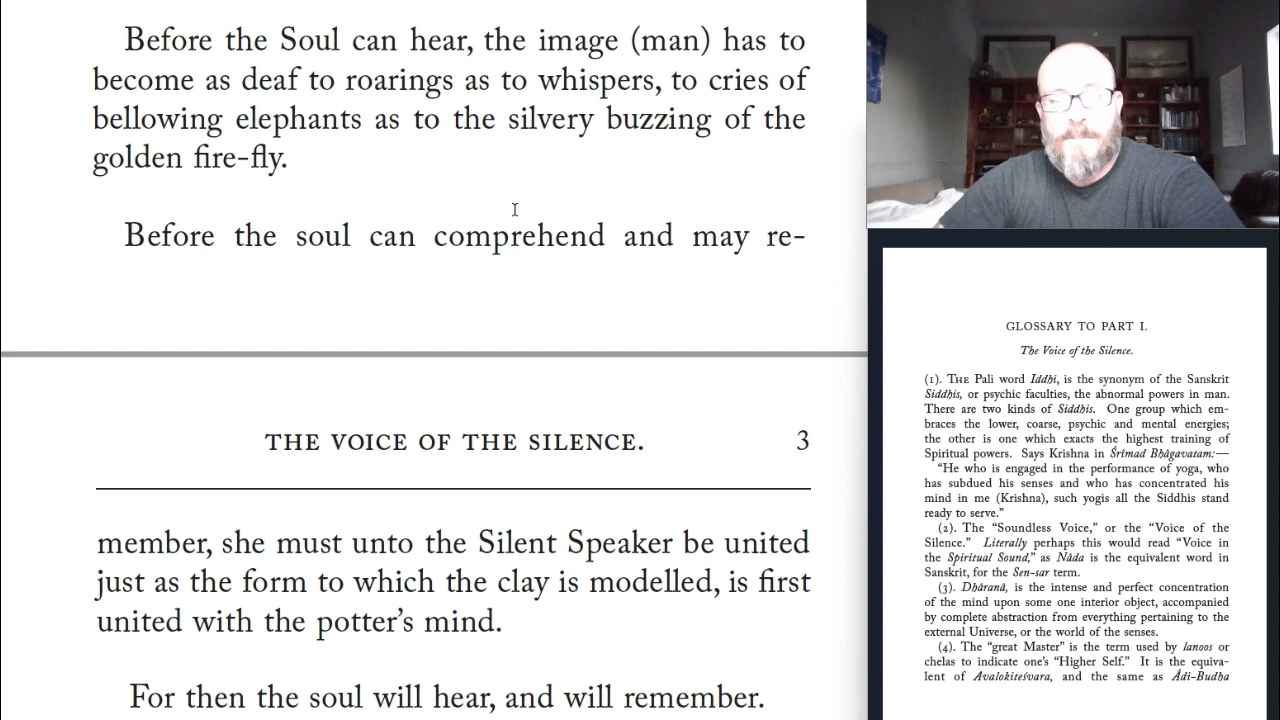 Before the Soul can hear, the image (man) has to
become as deaf to roarings as to whispers, to cries of
bellowing elephants as to the silvery buzzing of the
golden fire-fly.
Before the soul can comprehend and may re-
THE VOICE OF THE SILENCE. 3
member, she must unto the Silent Speaker be united
just as the form to which the clay is modelled, is first
united with the potter's mind.
For then the soul will hear, and will remember.
GLOSSARY TO PART I.
The Voice of the Silence.
(1). THE Pali word Iddhi, is the synonym of the Sanskrit
Siddhis, or psychic faculties, the abnormal powers in man.
There are two kinds of Siddhis. One group which em-
braces the lower, coarse, psychic and mental energies;
the other is one which exacts the highest training of
Spiritual powers. Says Krishna in Śrîmad Bhâgavatam:—
"He who is engaged in the performance of yoga, who
has subdued his senses and who has concentrated his
mind in me (Krishna), such yogis all the Siddhis stand
ready to serve."
(2). The "Soundless Voice," or the "Voice of the
Silence." Literally perhaps this would read "Voice in
the Spiritual Sound," as Nâda is the equivalent word in
Sanskrit, for the Sen-sar term.
(3). Dhâranâ, is the intense and perfect concentration
of the mind upon some one interior object, accompanied
by complete abstraction from everything pertaining to the
external Universe, or the world of the senses.
(4). The "great Master" is the term used by lanoos or
chelas to indicate one's "Higher Self." It is the equiva-
lent of Avalokiteśvara, and the same as Âdi-Budha